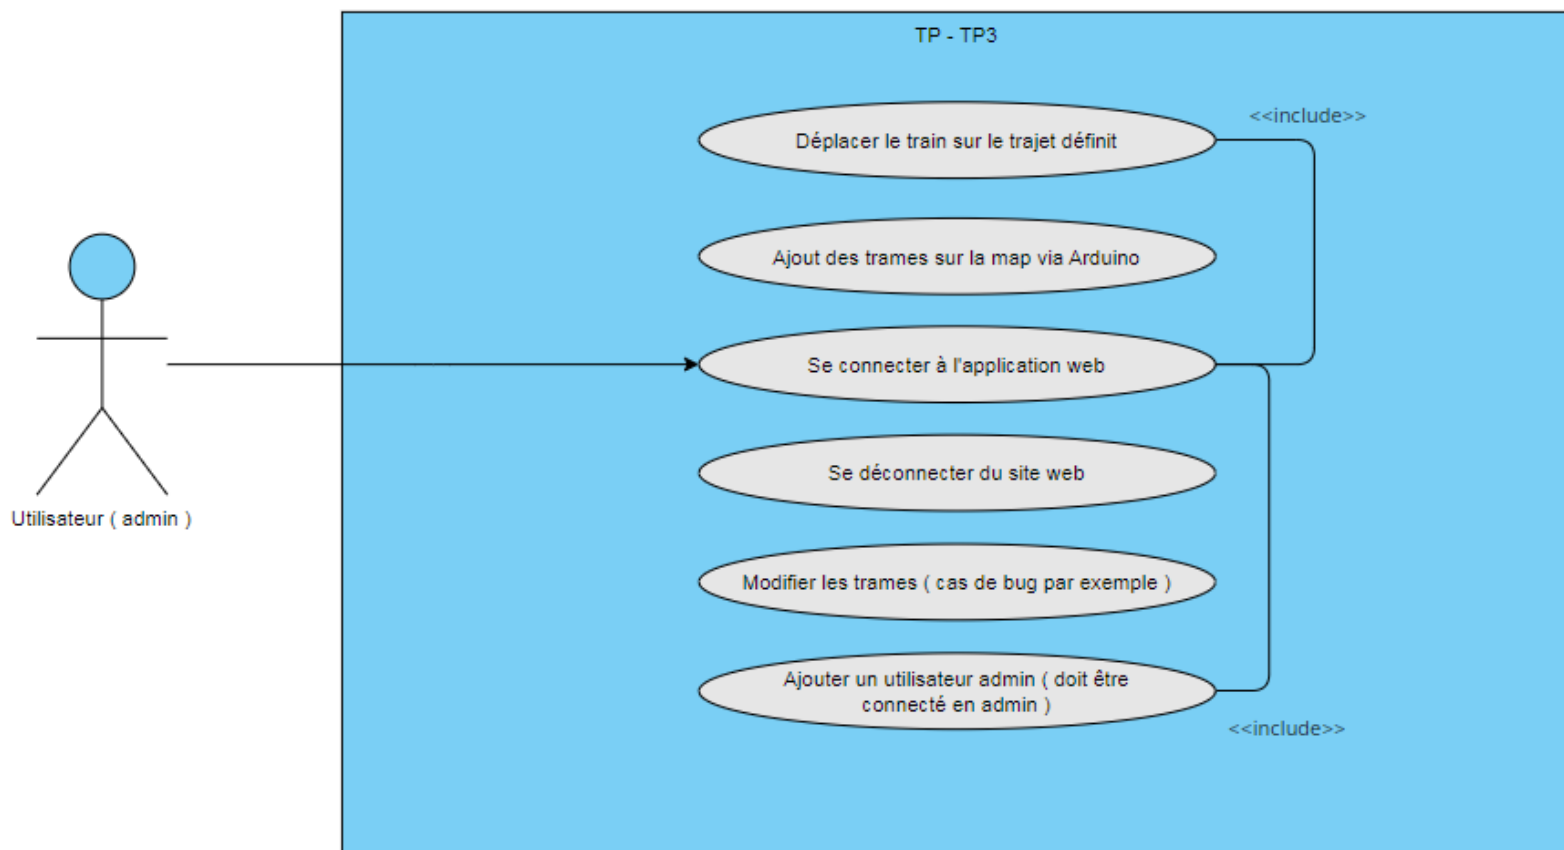 TP - TP3
<<include>>
Déplacer le train sur le trajet définit
Ajout des trames sur la map via Arduino
Se connecter à l'application web
Se déconnecter du site web
Utilisateur ( admin )
Modifier les trames ( cas de bug par exemple )
Ajouter un utilisateur admin ( doit être
connecté en admin )
<<include>>